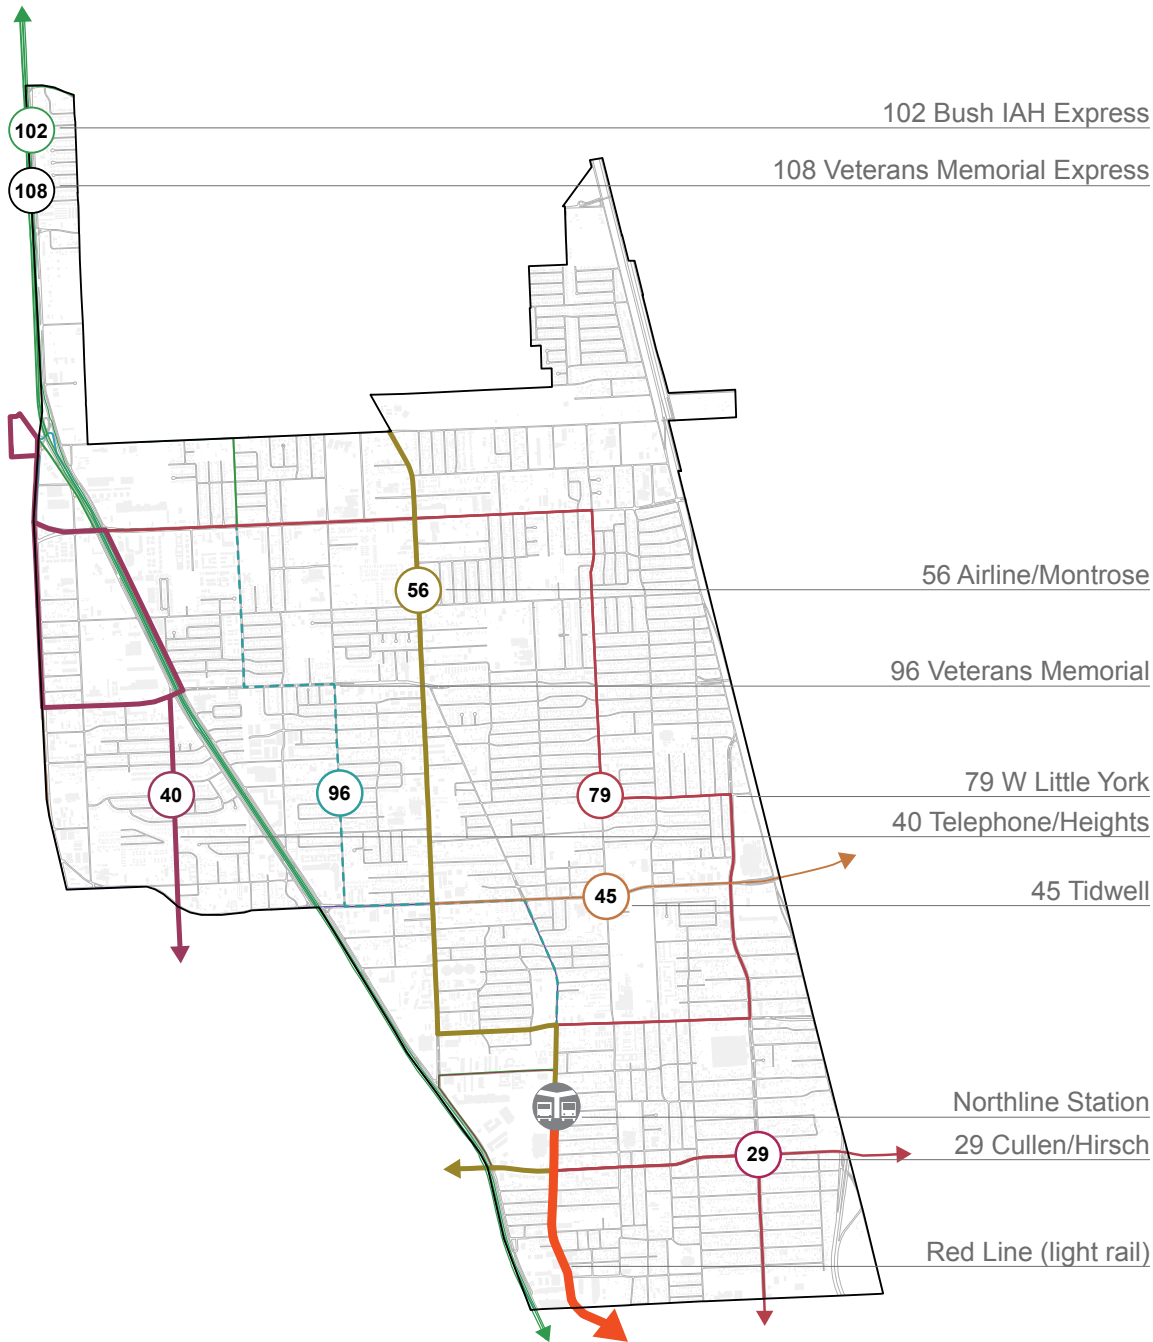 102 Bush IAH Express
102
108 Veterans Memorial Express
108
56 Airline/Montrose
56
96 Veterans Memorial
79 W Little York
40
96
79
40 Telephone/Heights
45 Tidwell
45
Northline Station
29 Cullen/Hirsch
29
Red Line (light rail)